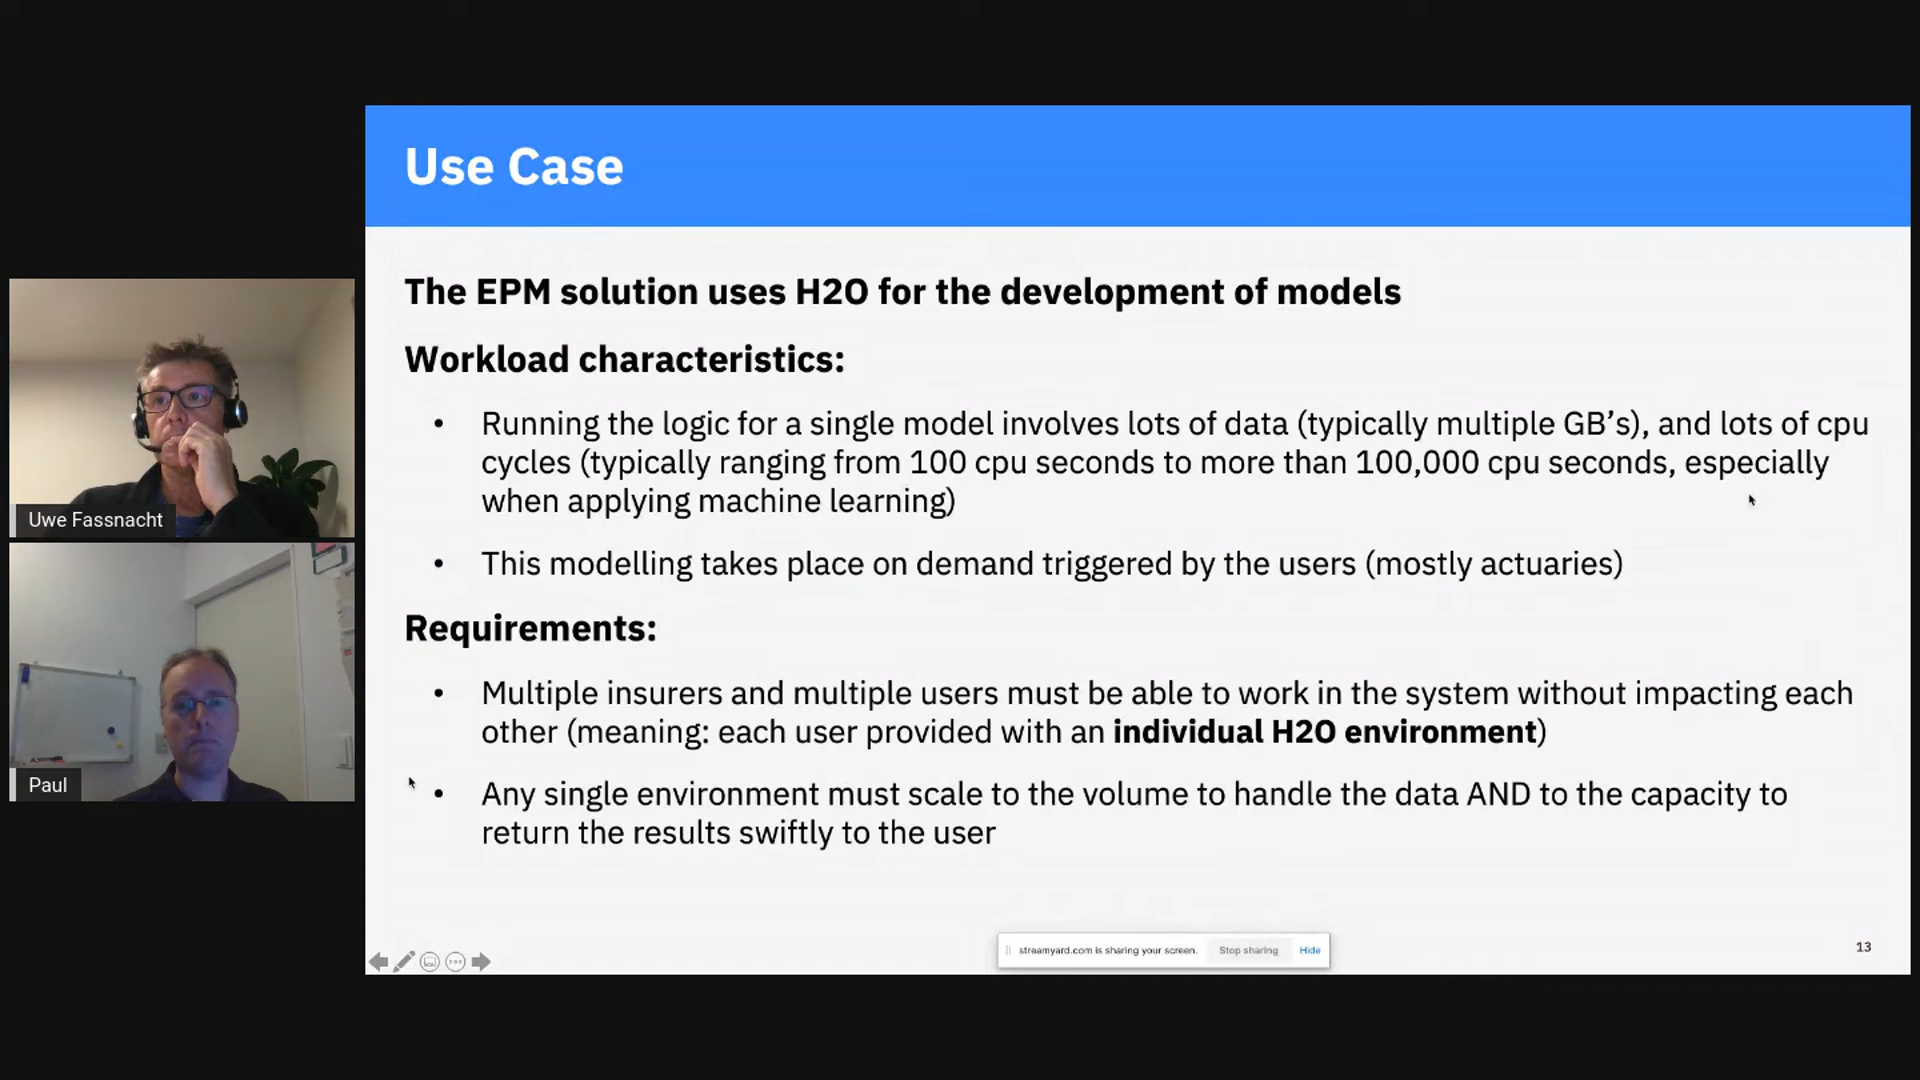 Use Case
The EPM solution uses H2O for the development of models
Workload characteristics:
• Running the logic for a single model involves lots of data (typically multiple GB’s), and lots of cpu
cycles (typically ranging from 100 cpu seconds to more than 100,000 cpu seconds, especially
when applying machine learning)
• This modelling takes place on demand triggered by the users (mostly actuaries)
Requirements:
• Multiple insurers and multiple users must be able to work in the system without impacting each
other (meaning: each user provided with an individual H2O environment)
• Any single environment must scale to the volume to handle the data AND to the capacity to
return the results swiftly to the user
Uwe Fassnacht
Paul
streamyard.com is sharing your screen. Stop sharing Hide
13